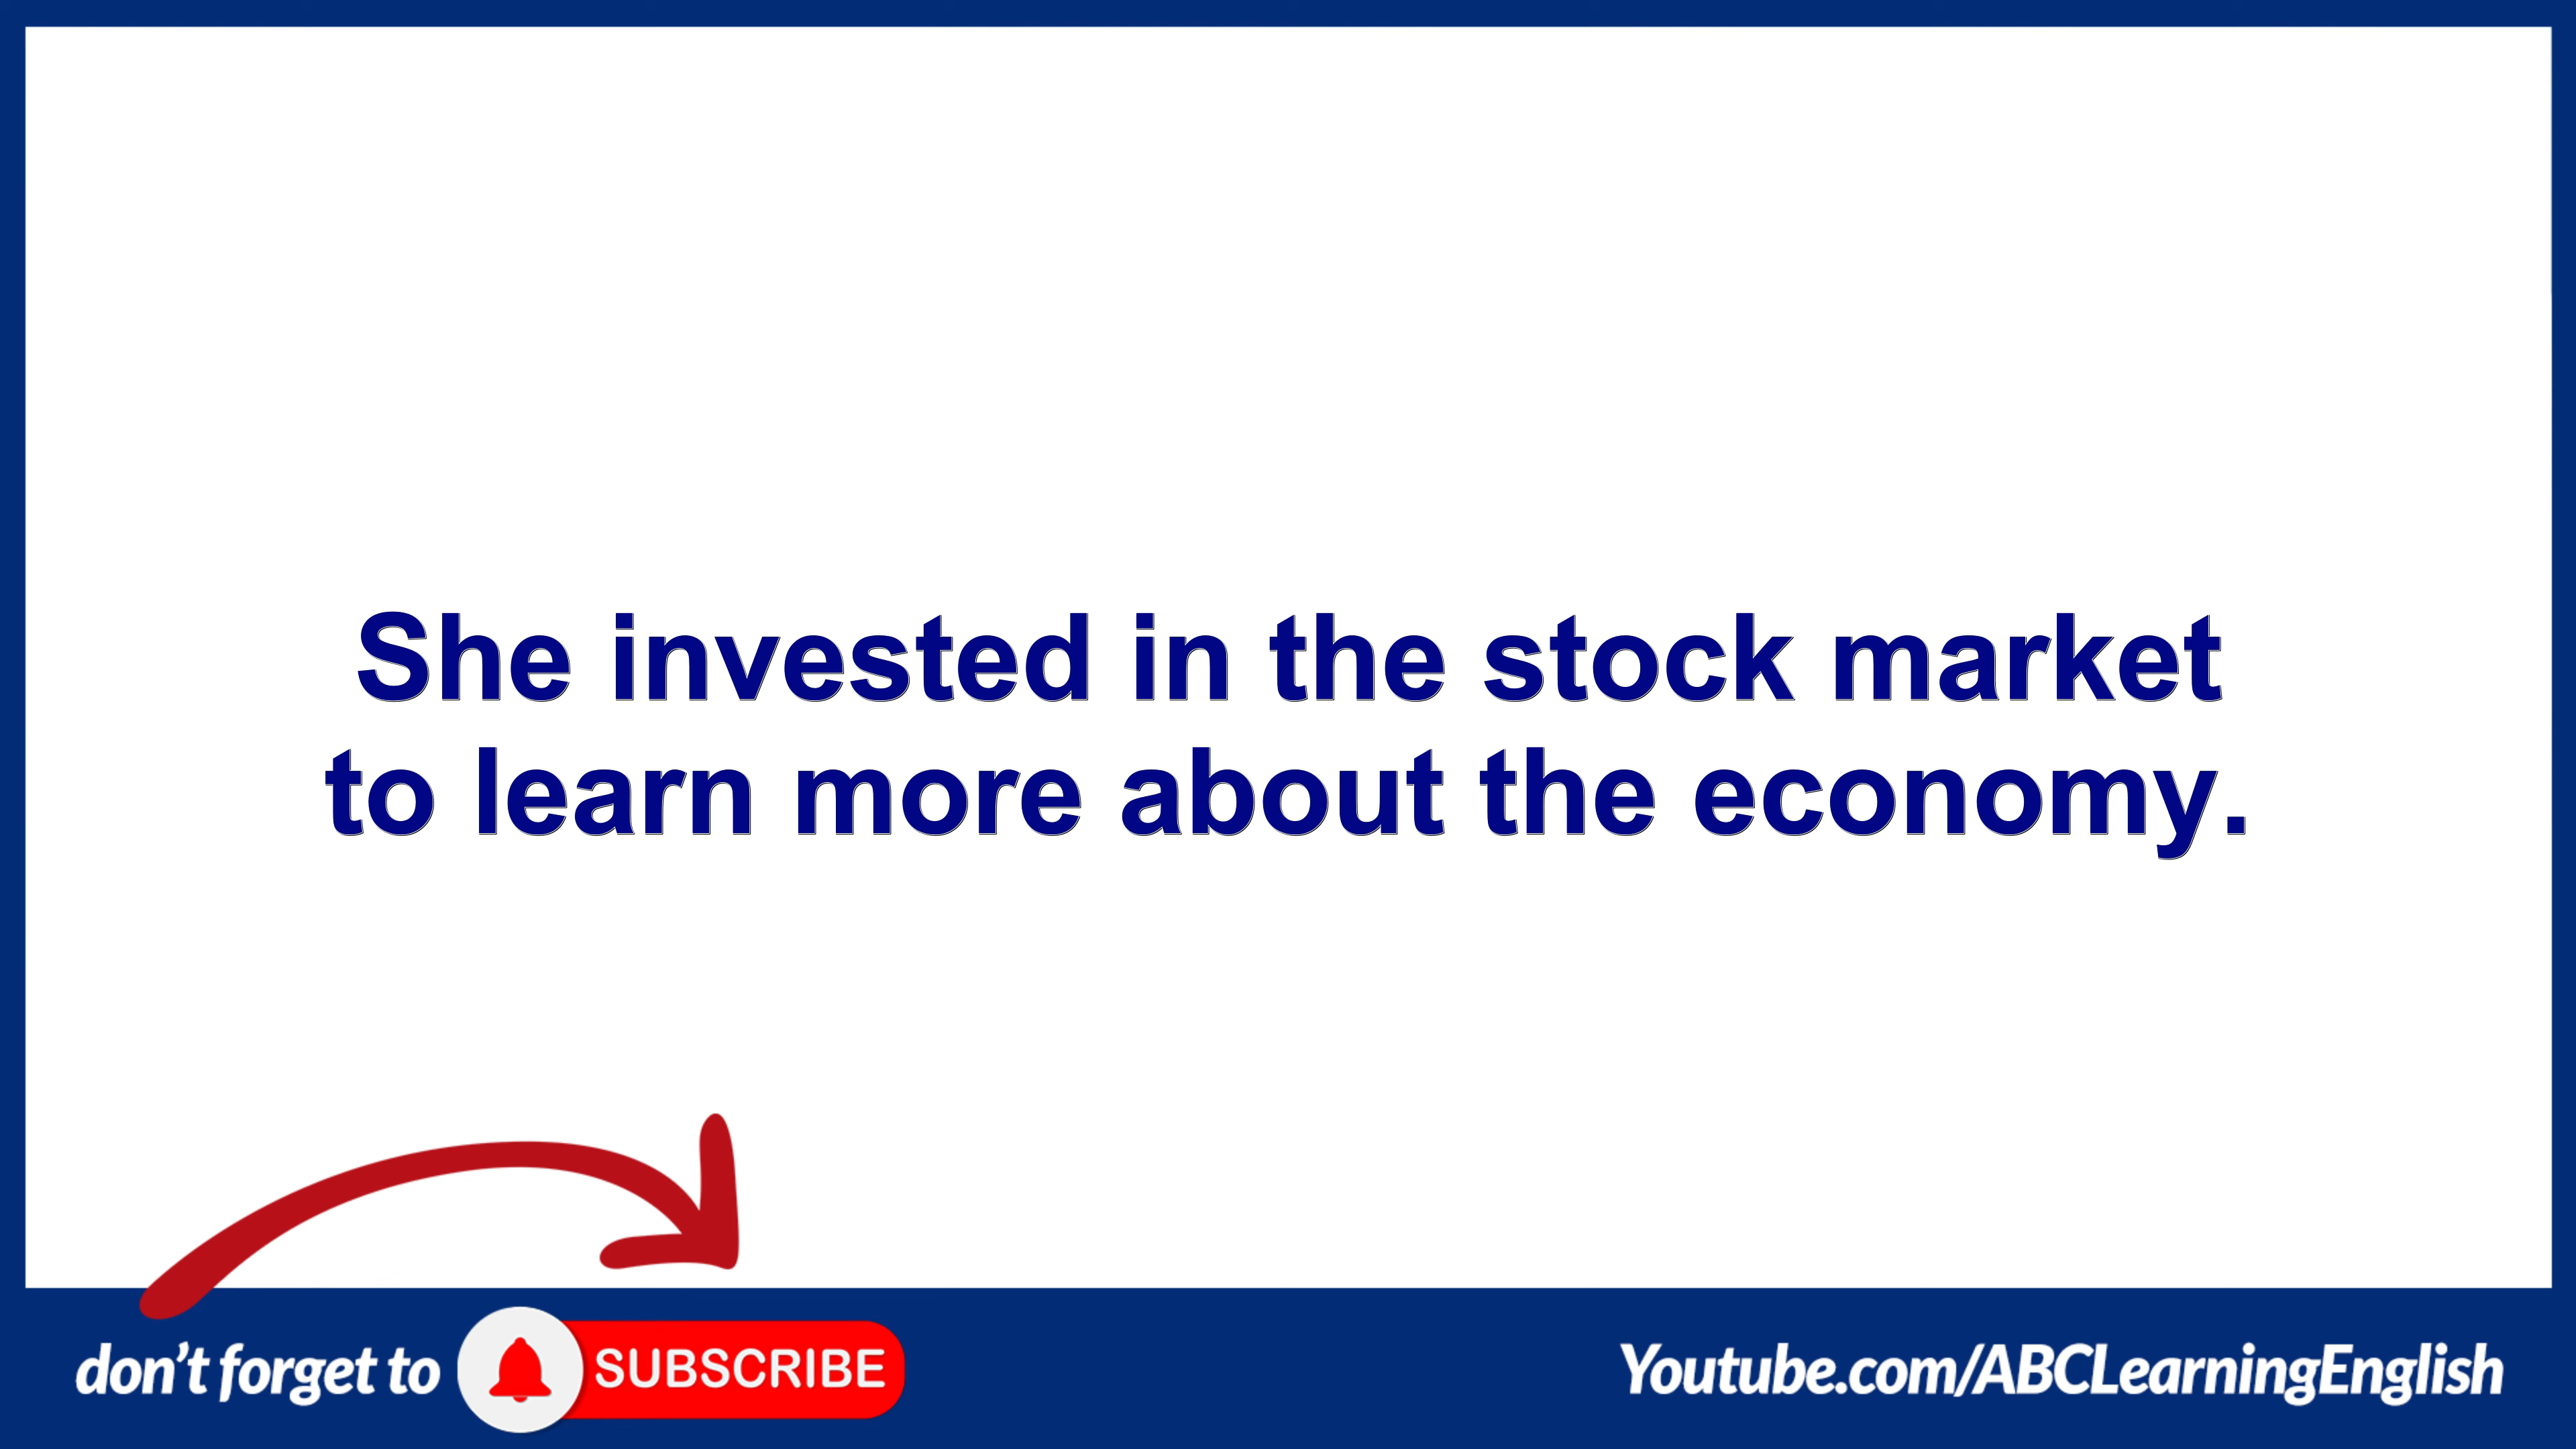 She invested in the stock market
to learn more about the economy.
don't forget to SUBSCRIBE
Youtube.com/ABCLearningEnglish